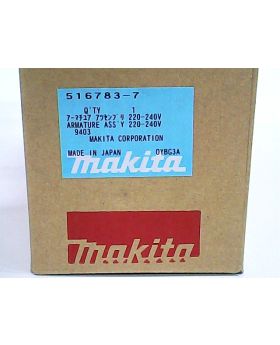 516783-7
Q'TY 1
アーマチュア アッセンブリ 220-240V
ARMATURE ASS'Y 220-240V
9403
MAKITA CORPORATION
MADE IN JAPAN OYBG3A
makita
makita